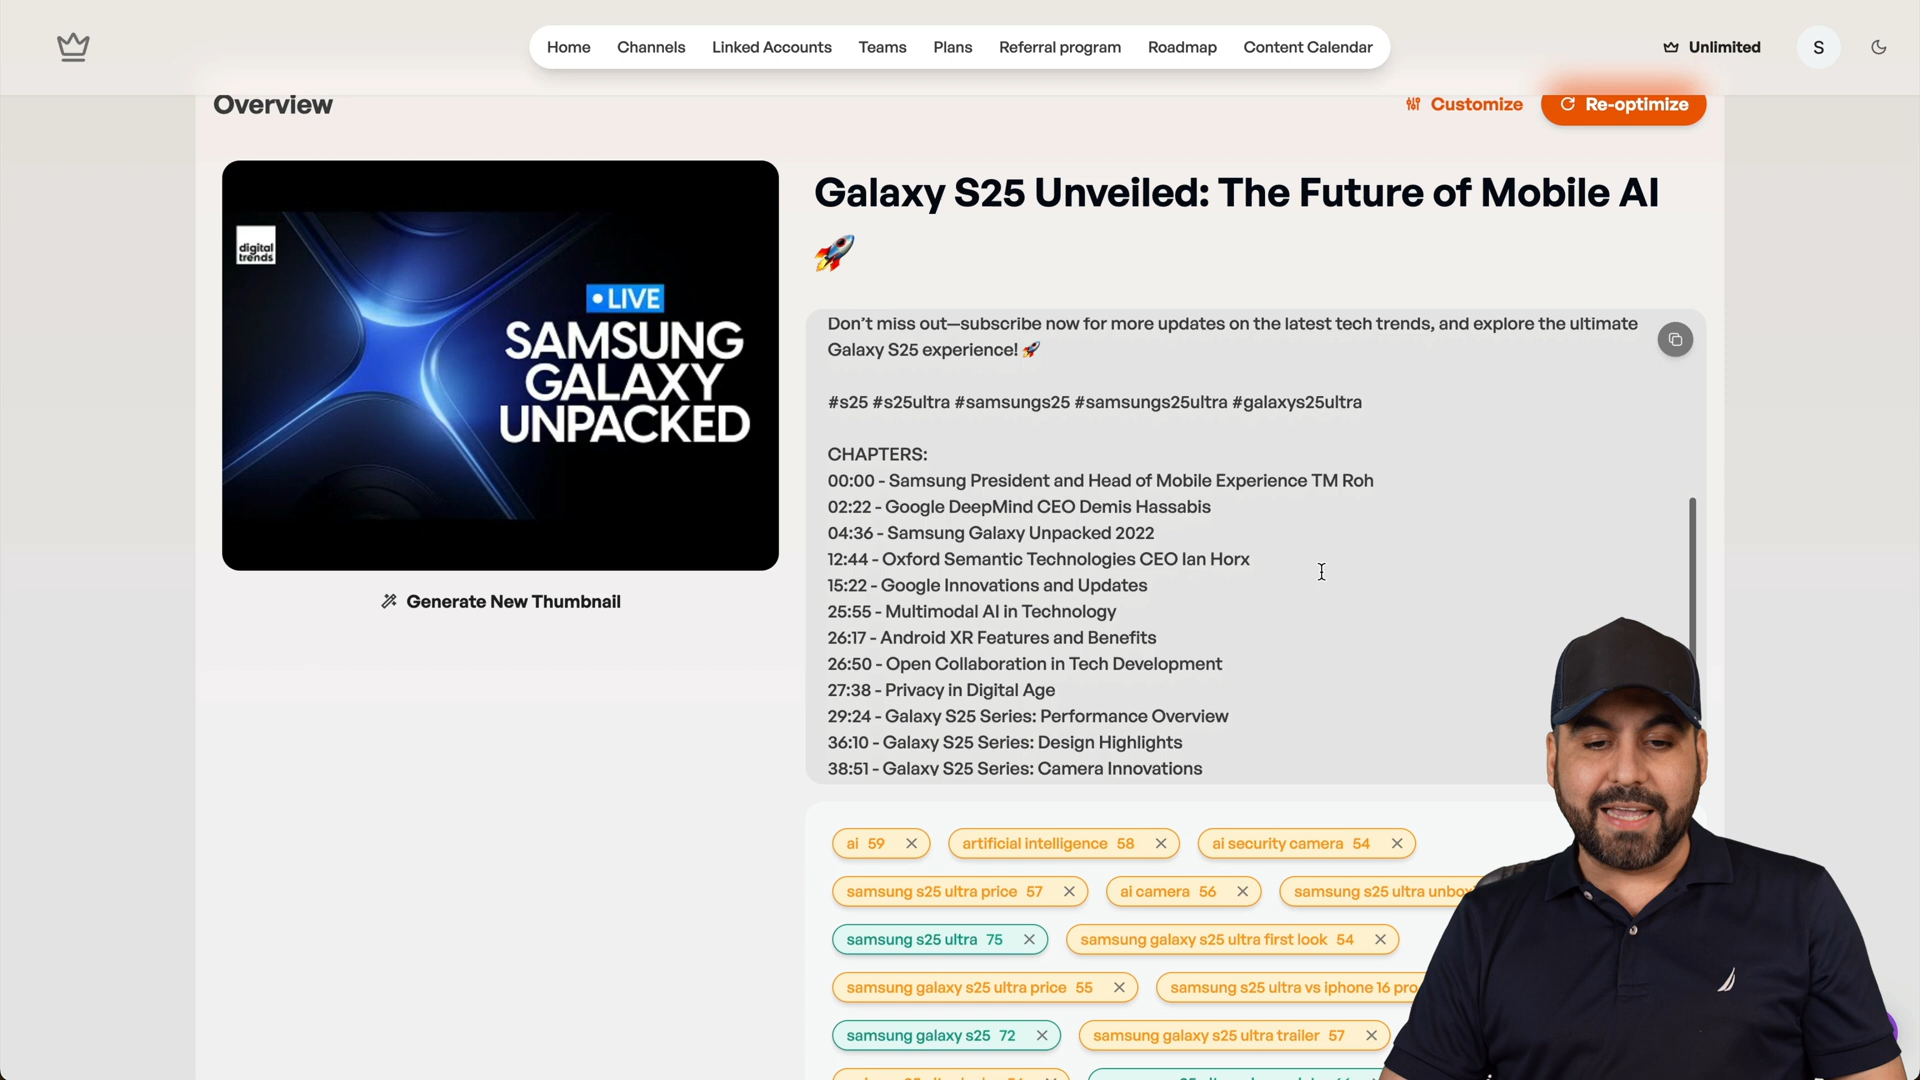 Home
Channels
Linked Accounts
Teams
Plans
Referral program
Roadmap
Content Calendar
Unlimited
S
Overview
Customize
Re-optimize
digital
trends
LIVE
SAMSUNG
GALAXY
UNPACKED
Generate New Thumbnail
Galaxy S25 Unveiled: The Future of Mobile AI
🚀
Don't miss out—subscribe now for more updates on the latest tech trends, and explore the ultimate
Galaxy S25 experience! 🚀
#s25 #s25ultra #samsungs25 #samsungs25ultra #galaxys25ultra
CHAPTERS:
00:00 - Samsung President and Head of Mobile Experience TM Roh
02:22 - Google DeepMind CEO Demis Hassabis
04:36 - Samsung Galaxy Unpacked 2022
12:44 - Oxford Semantic Technologies CEO Ian Horx
15:22 - Google Innovations and Updates
25:55 - Multimodal AI in Technology
26:17 - Android XR Features and Benefits
26:50 - Open Collaboration in Tech Development
27:38 - Privacy in Digital Age
29:24 - Galaxy S25 Series: Performance Overview
36:10 - Galaxy S25 Series: Design Highlights
38:51 - Galaxy S25 Series: Camera Innovations
ai 59
artificial intelligence 58
ai security camera 54
samsung s25 ultra price 57
ai camera 56
samsung s25 ultra
samsung s25 ultra 75
samsung galaxy s25 ultra first look 54
samsung galaxy s25 ultra price 55
samsung s25 ultra vs iphone 16 pro
samsung galaxy s25 72
samsung galaxy s25 ultra trailer 57